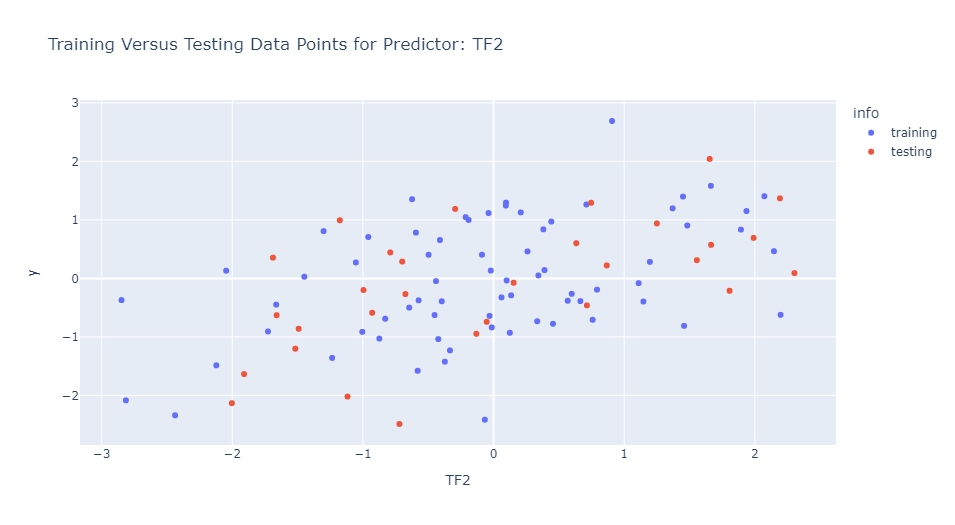 Training Versus Testing Data Points for Predictor: TF2
info
training
testing
3
2
1
0
−1
−2
y
−3
−2
−1
0
1
2
TF2